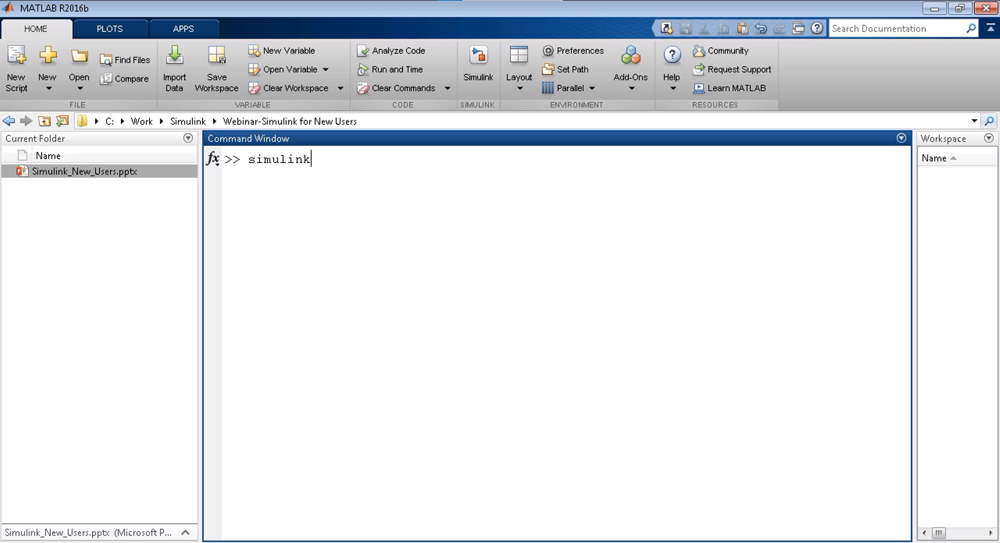 MATLAB R2016b
HOME PLOTS APPS
Search Documentation
New Script
New
Open
Find Files
Compare
FILE
Import Data
Save Workspace
New Variable
Open Variable
Clear Workspace
VARIABLE
Analyze Code
Run and Time
Clear Commands
CODE
Simulink
SIMULINK
Layout
Preferences
Set Path
Parallel
Add-Ons
ENVIRONMENT
Help
Community
Request Support
Learn MATLAB
RESOURCES
C: Work Simulink Webinar-Simulink for New Users
Current Folder
Name
Simulink_New_Users.pptx
Simulink_New_Users.pptx (Microsoft P...
Command Window
fx >> simulink
Workspace
Name